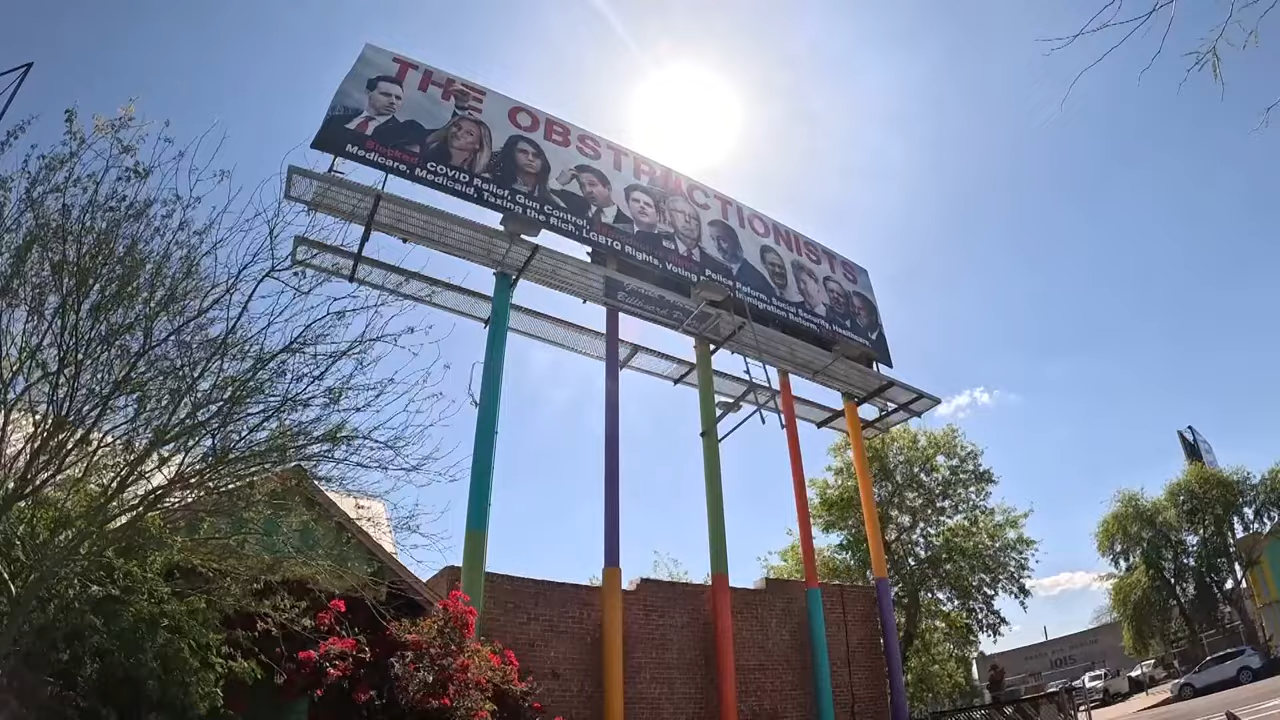 THE OBSTRUCTIONISTS
Blocked: COVID Relief, Gun Control, Police Reform, Social Security, Healthcare,
Medicare, Medicaid, Taxing the Rich, LGBTQ Rights, Voting Immigration Reform,
1015